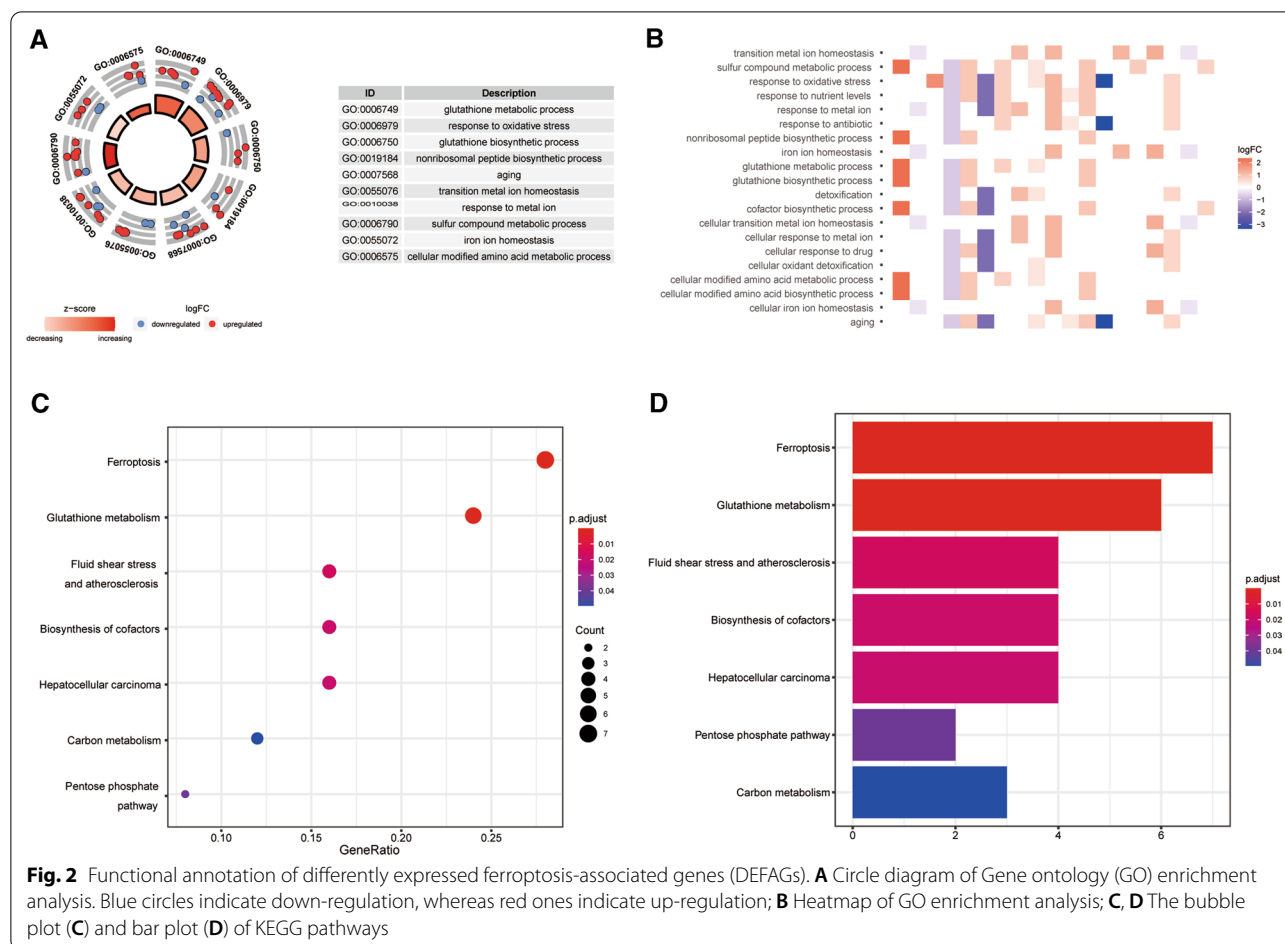 A
GO:0006575
GO:0006749
GO:0055072
GO:0006979
GO:0006790
GO:0006750
GO:0010038
GO:0019184
GO:0055076
GO:0007568
z-score
decreasing
increasing
logFC
downregulated
upregulated
ID Description
GO:0006749 glutathione metabolic process
GO:0006979 response to oxidative stress
GO:0006750 glutathione biosynthetic process
GO:0019184 nonribosomal peptide biosynthetic process
GO:0007568 aging
GO:0055076 transition metal ion homeostasis
GO:0010038 response to metal ion
GO:0006790 sulfur compound metabolic process
GO:0055072 iron ion homeostasis
GO:0006575 cellular modified amino acid metabolic process
B
transition metal ion homeostasis
sulfur compound metabolic process
response to oxidative stress
response to nutrient levels
response to metal ion
response to antibiotic
nonribosomal peptide biosynthetic process
iron ion homeostasis
glutathione metabolic process
glutathione biosynthetic process
detoxification
cofactor biosynthetic process
cellular transition metal ion homeostasis
cellular response to metal ion
cellular response to drug
cellular oxidant detoxification
cellular modified amino acid metabolic process
cellular modified amino acid biosynthetic process
cellular iron ion homeostasis
aging
logFC
2
1
0
−1
−2
−3
C
Ferroptosis
Glutathione metabolism
Fluid shear stress
and atherosclerosis
Biosynthesis of cofactors
Hepatocellular carcinoma
Carbon metabolism
Pentose phosphate
pathway
0.10 0.15 0.20 0.25
GeneRatio
p.adjust
0.01
0.02
0.03
0.04
Count
2
3
4
5
6
7
D
Ferroptosis
Glutathione metabolism
Fluid shear stress and atherosclerosis
Biosynthesis of cofactors
Hepatocellular carcinoma
Pentose phosphate pathway
Carbon metabolism
0 2 4 6
p.adjust
0.01
0.02
0.03
0.04
Fig. 2 Functional annotation of differently expressed ferroptosis-associated genes (DEFAGs). A Circle diagram of Gene ontology (GO) enrichment
analysis. Blue circles indicate down-regulation, whereas red ones indicate up-regulation; B Heatmap of GO enrichment analysis; C, D The bubble
plot (C) and bar plot (D) of KEGG pathways